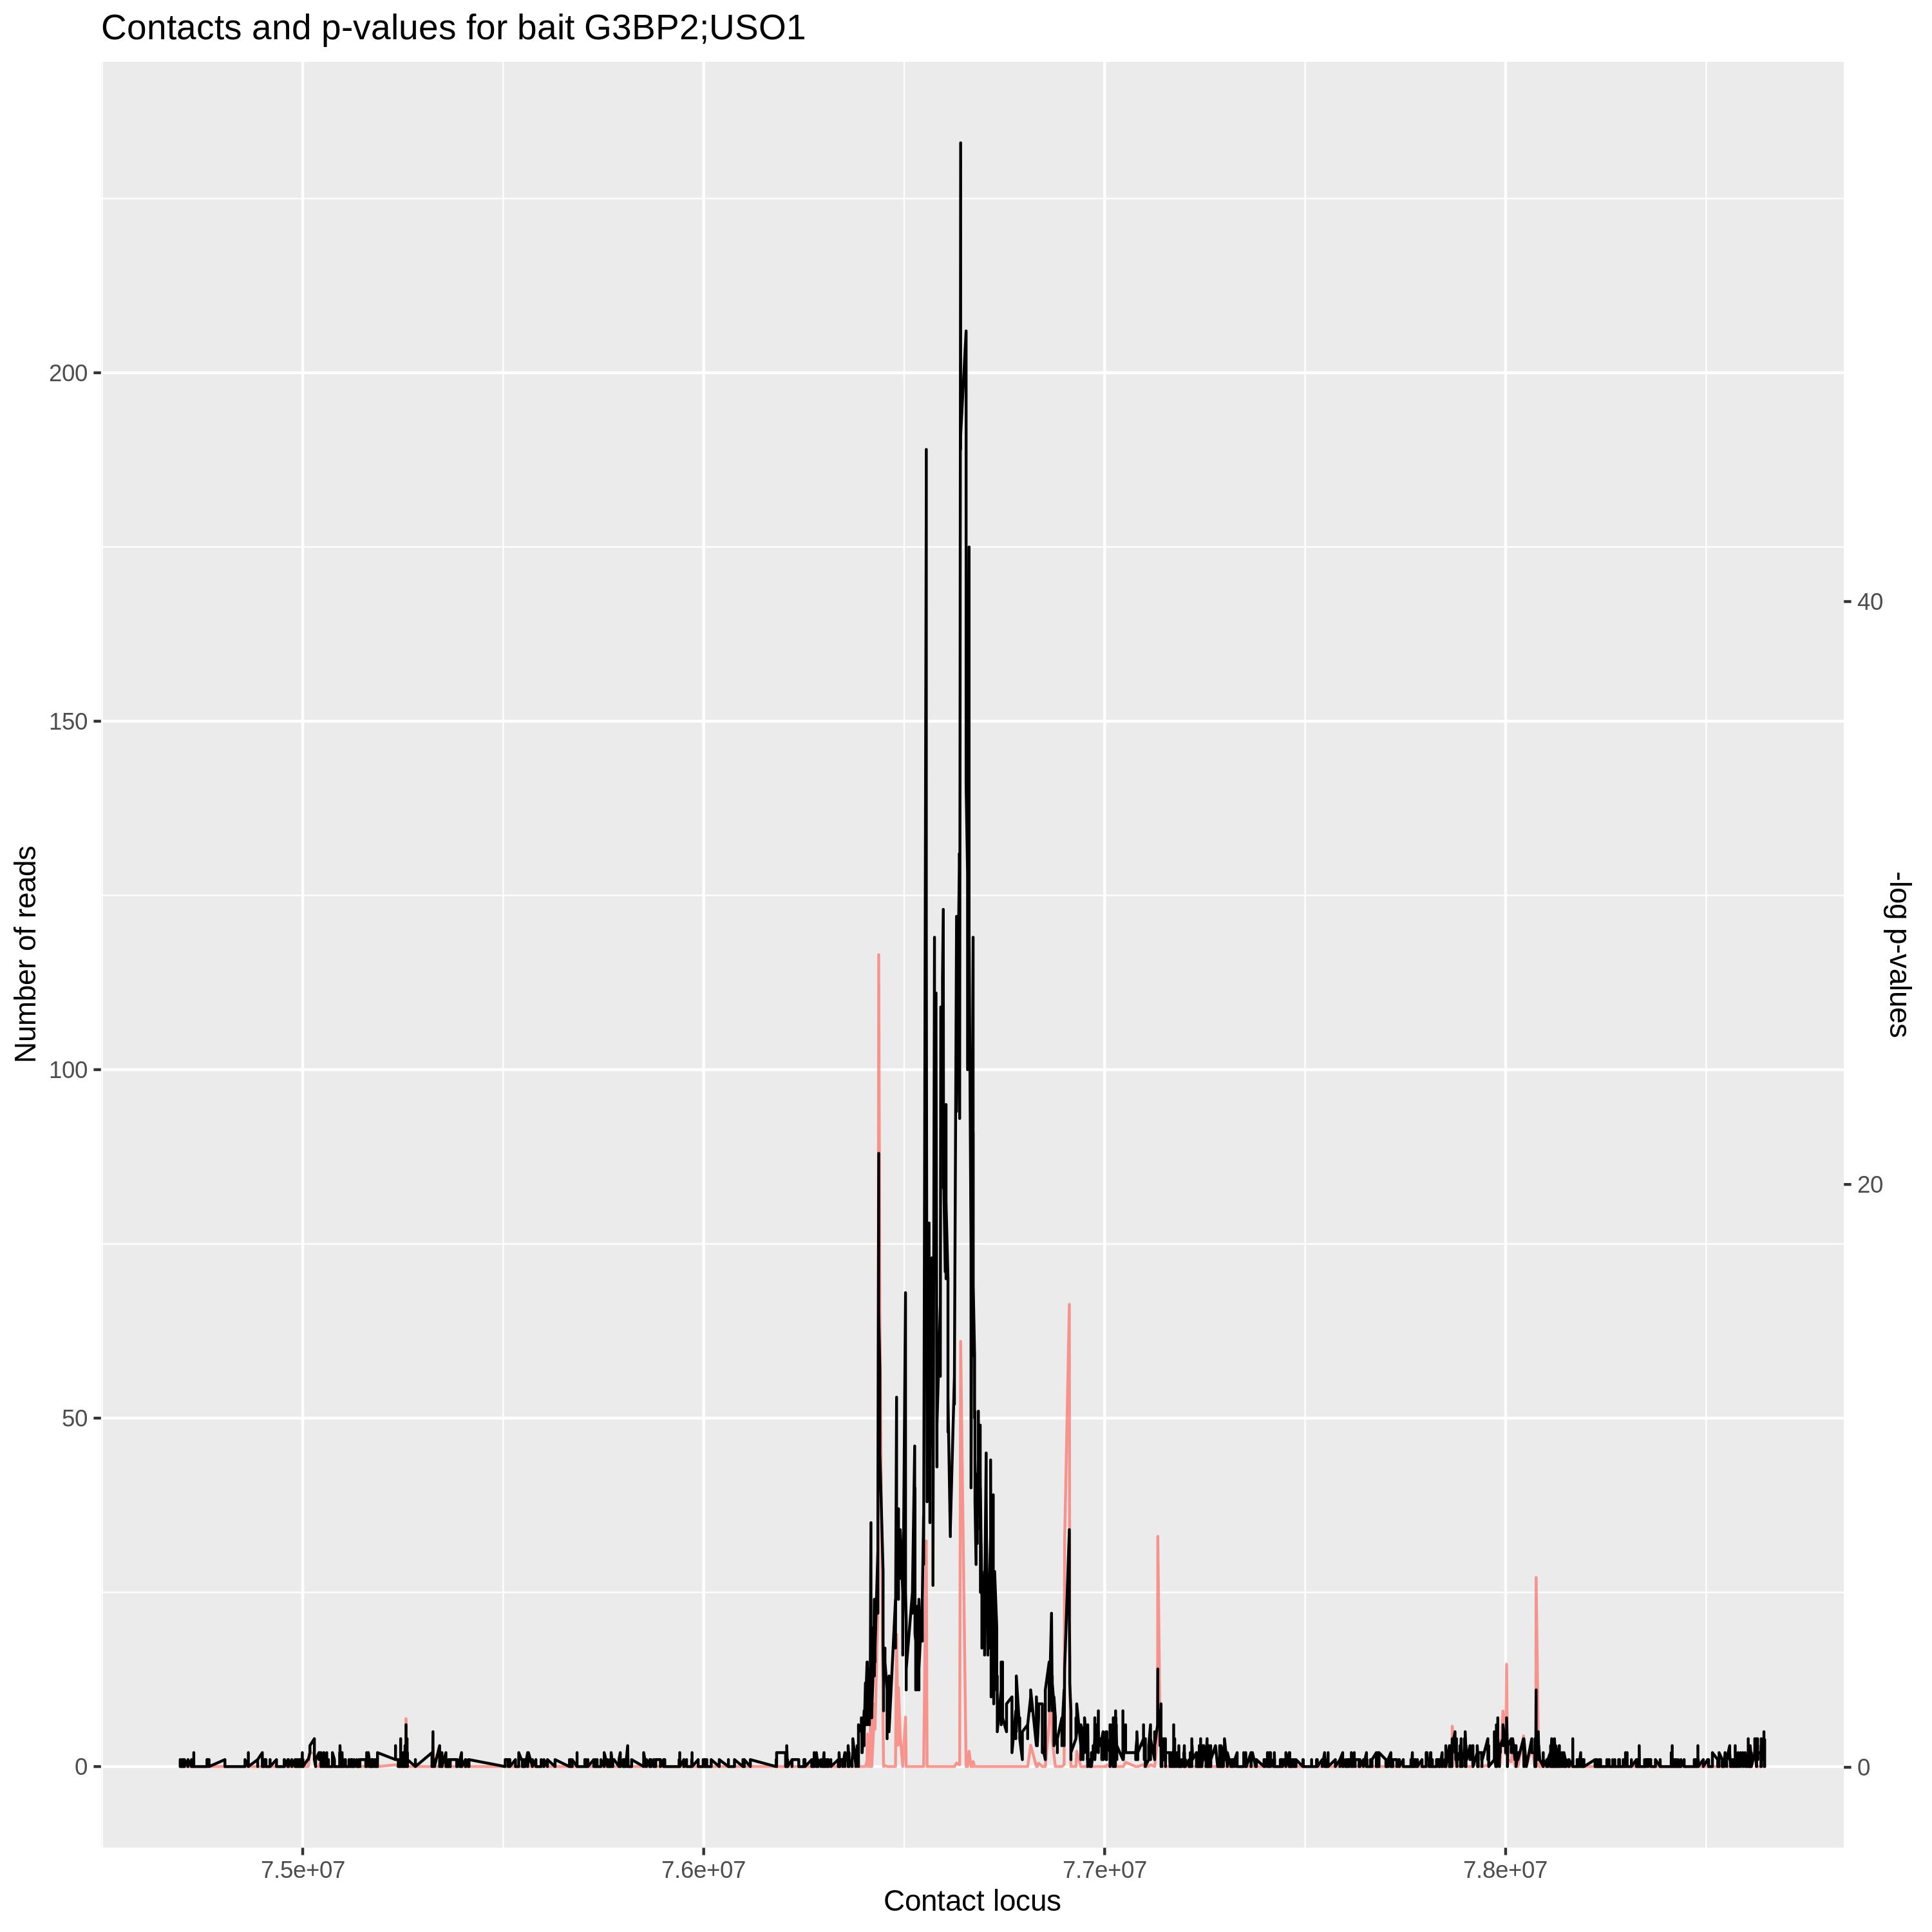 Contacts and p-values for bait G3BP2;USO1
200
150
100
50
0
Number of reads
40
20
0
-log p-values
7.5e+07
7.6e+07
7.7e+07
7.8e+07
Contact locus